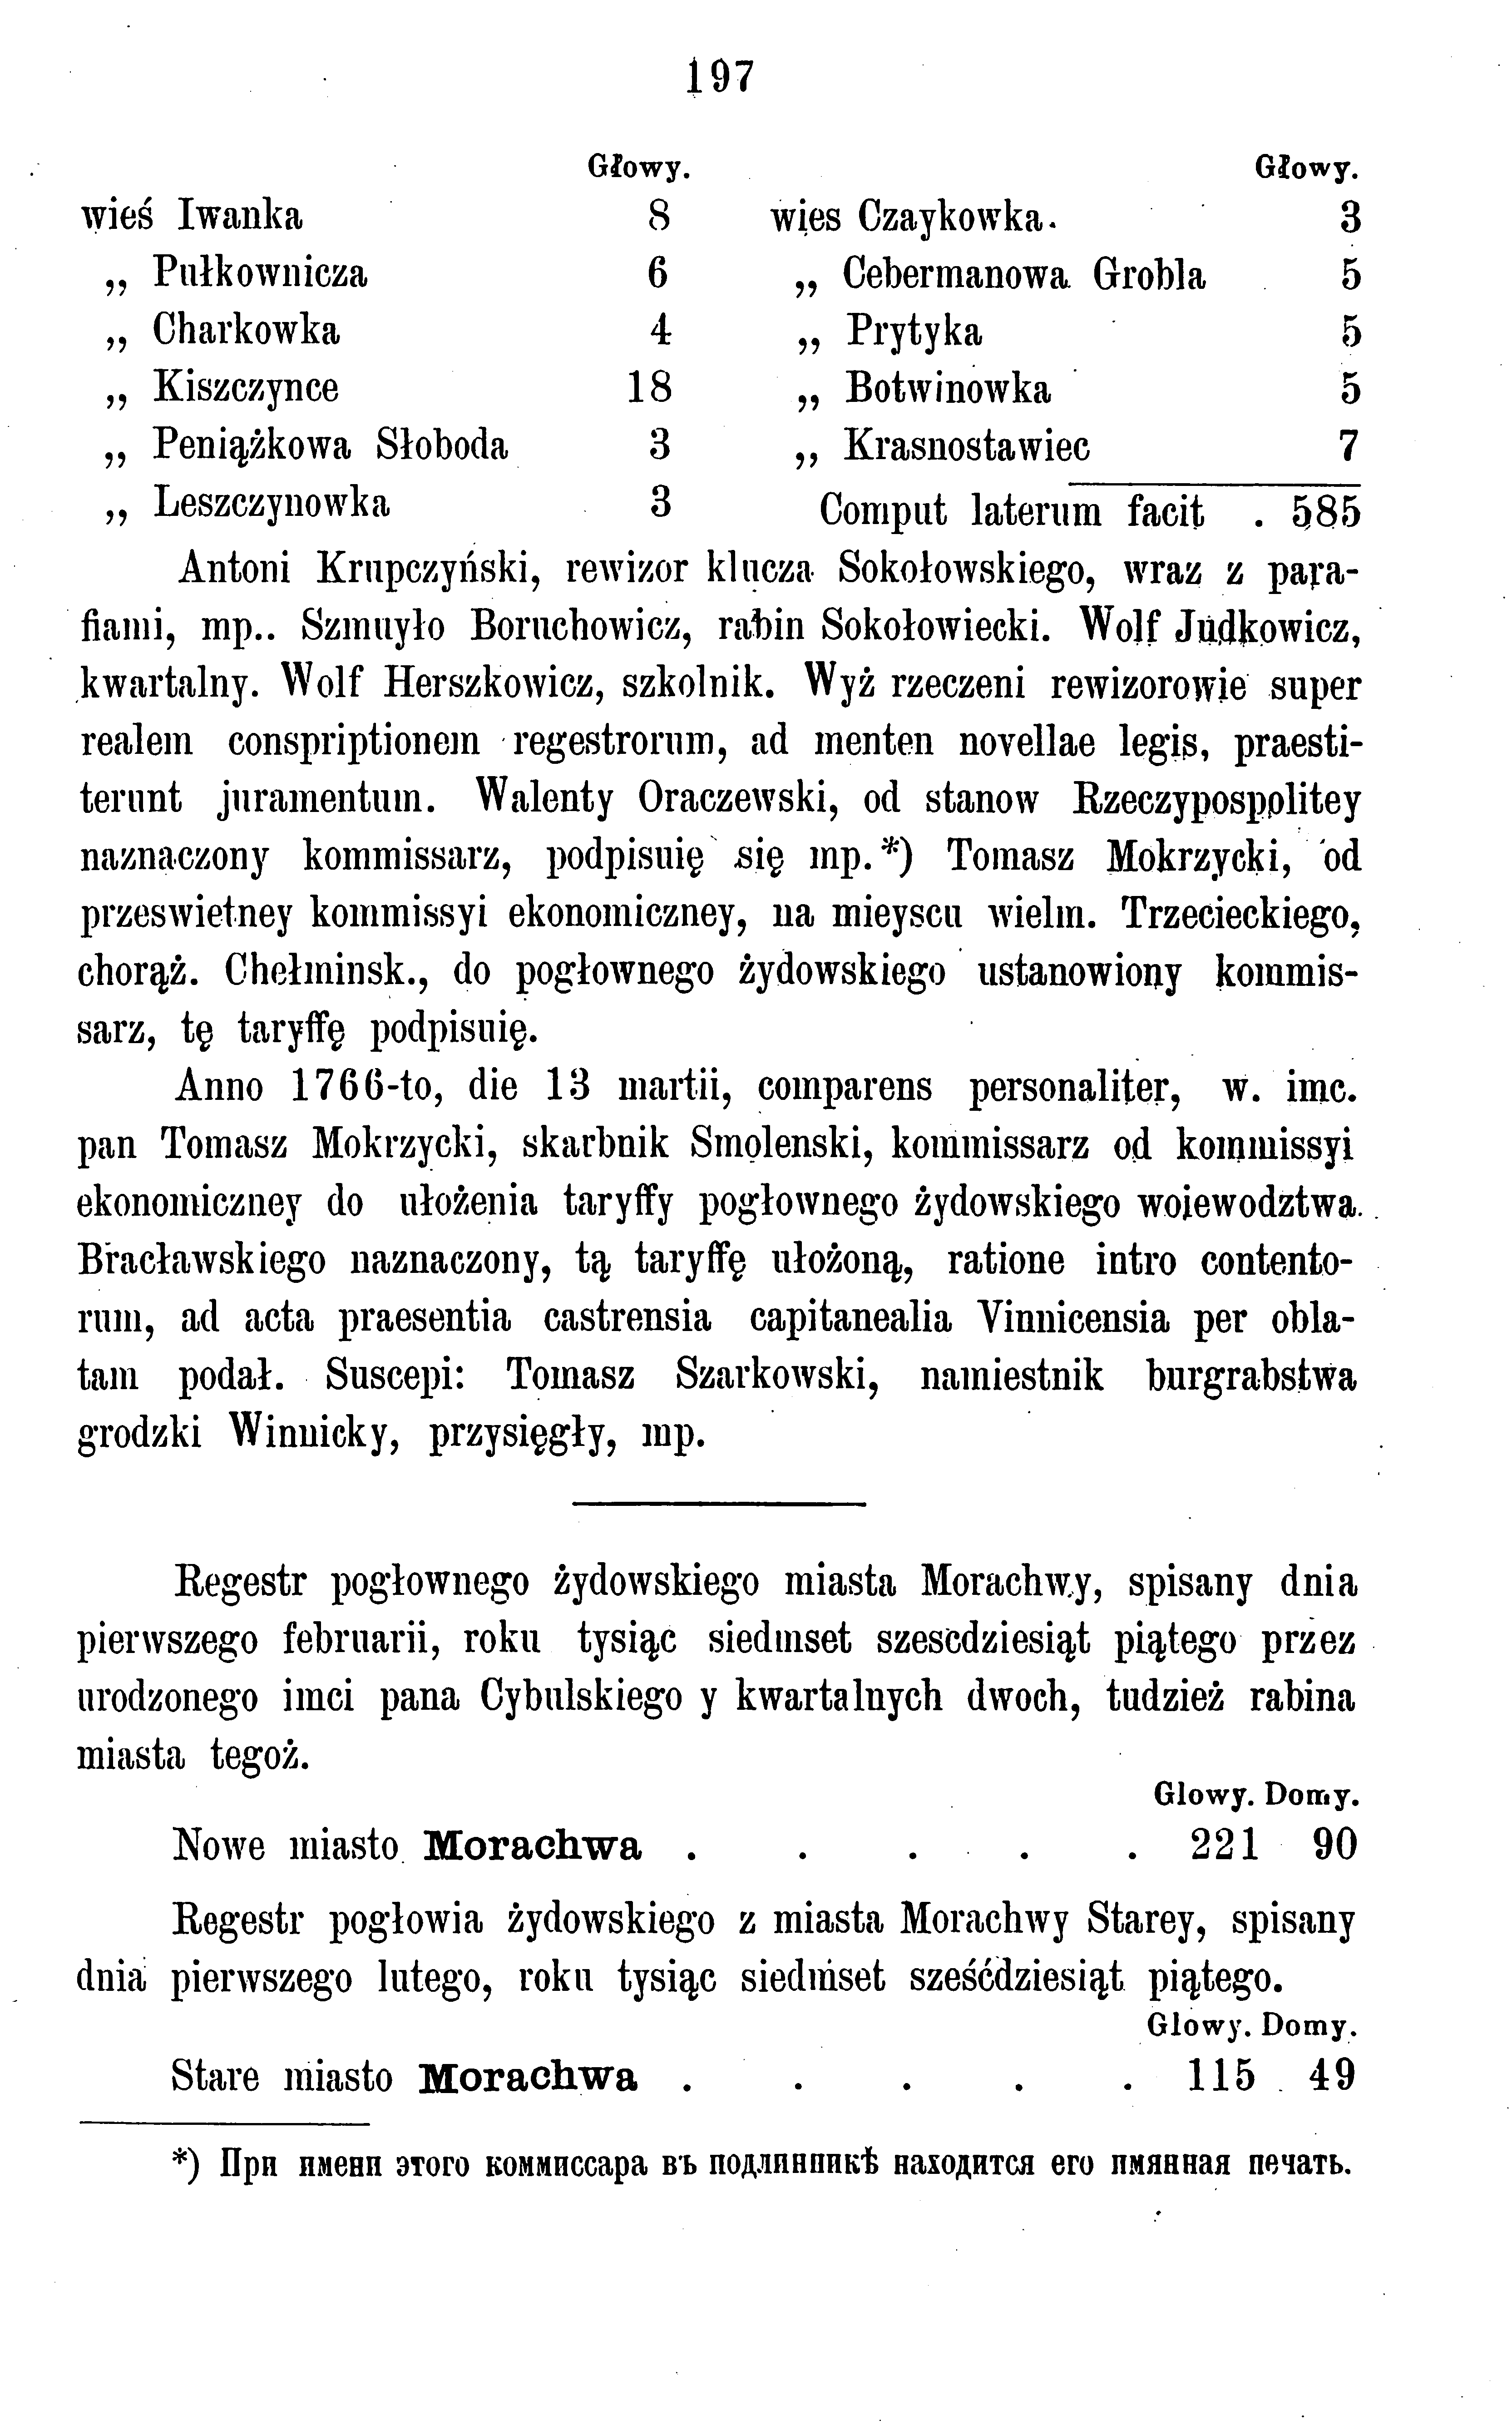 197
Głowy. Głowy.
wieś Iwanka 8 wies Czaykowka. 3
„ Pułkownicza 6 „ Cebermanowa Grobla 5
„ Charkowka 4 „ Prytyka 5
„ Kiszczynce 18 „ Botwinowka 5
„ Peniążkowa Słoboda 3 „ Krasnostawiec 7
„ Leszczynowka 3 Comput laterum facit . 585
Antoni Krupczyński, rewizor klucza Sokołowskiego, wraz z para-
fiami, mp.. Szmuyło Boruchowicz, rabin Sokołowiecki. Wolf Judkowicz,
kwartalny. Wolf Herszkowicz, szkolnik. Wyż rzeczeni rewizorowie super
realem conspriptionem regestrorum, ad menten novellae legis, praesti-
terunt juramentum. Walenty Oraczewski, od stanow Rzeczypospolitey
naznaczony kommissarz, podpisuię się mp.*) Tomasz Mokrzycki, od
przeswietney kommissyi ekonomiczney, na mieyscu wielm. Trzecieckiego,
chorąż. Chełminsk., do pogłownego żydowskiego ustanowiony kommis-
sarz, tę taryffę podpisuię.
Anno 1766-to, die 13 martii, comparens personaliter, w. imc.
pan Tomasz Mokrzycki, skarbnik Smolenski, kommissarz od kommissyi
ekonomiczney do ułożenia taryffy pogłownego żydowskiego woiewodztwa
Bracławskiego naznaczony, tą taryffę ułożoną, ratione intro contento-
rum, ad acta praesentia castrensia capitanealia Vinnicensia per obla-
tam podał. Suscepi: Tomasz Szarkowski, namiestnik burgrabstwa
grodzki Winnicky, przysięgły, mp.
Regestr pogłownego żydowskiego miasta Morachwy, spisany dnia
pierwszego februarii, roku tysiąc siedmset szescdziesiąt piątego przez
urodzonego imci pana Cybulskiego y kwartalnych dwoch, tudzież rabina
miasta tegoż.
Glowy. Domy.
Nowe miasto Morachwa . . . . . 221 90
Regestr pogłowia żydowskiego z miasta Morachwy Starey, spisany
dnia pierwszego lutego, roku tysiąc siedmset sześćdziesiąt piątego.
Glowy. Domy.
Stare miasto Morachwa . . . . . 115 49
*) При имени этого коммиссара въ подлинникѣ находится его имянная печать.